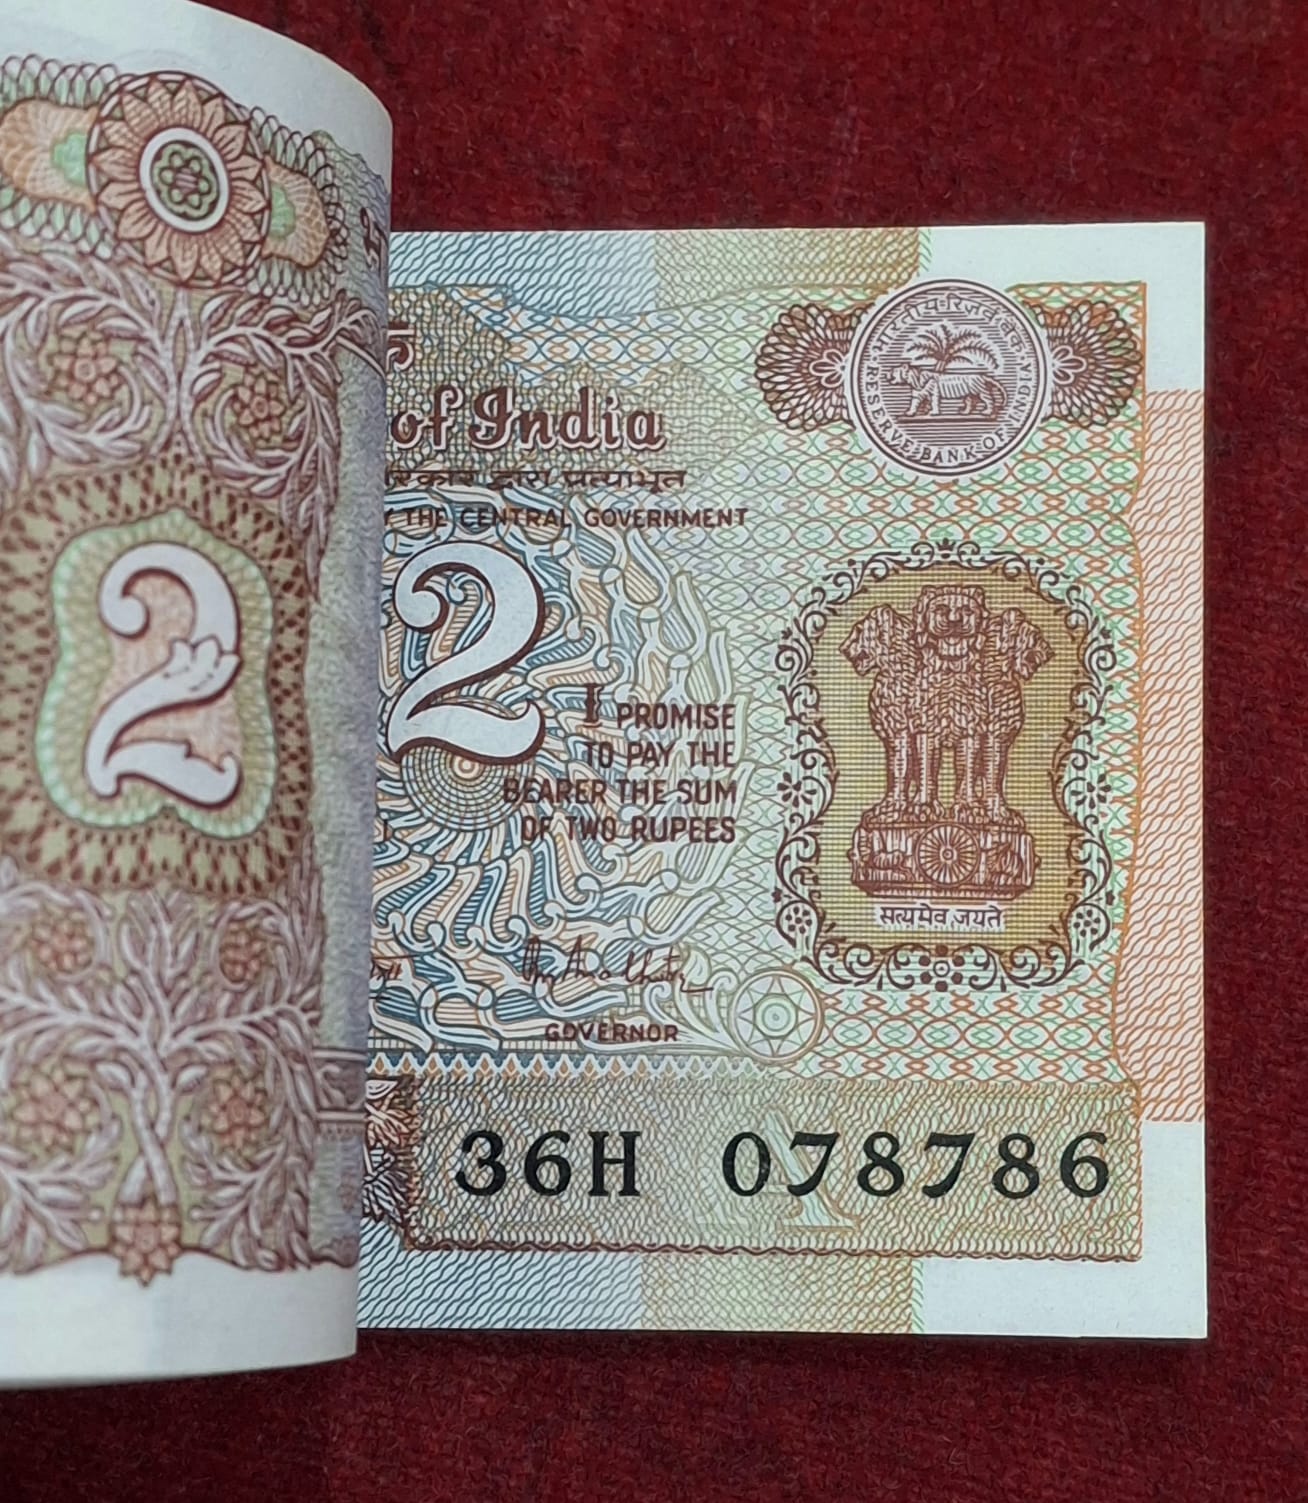 2
क
of India
भारतीय रिज़र्व बैंक
RESERVE BANK OF INDIA
द्वारा प्रत्याभूत
THE CENTRAL GOVERNMENT
2
I PROMISE
TO PAY THE
BEARER THE SUM
OF TWO RUPEES
सत्यमेव जयते
GOVERNOR
A
36H 078786